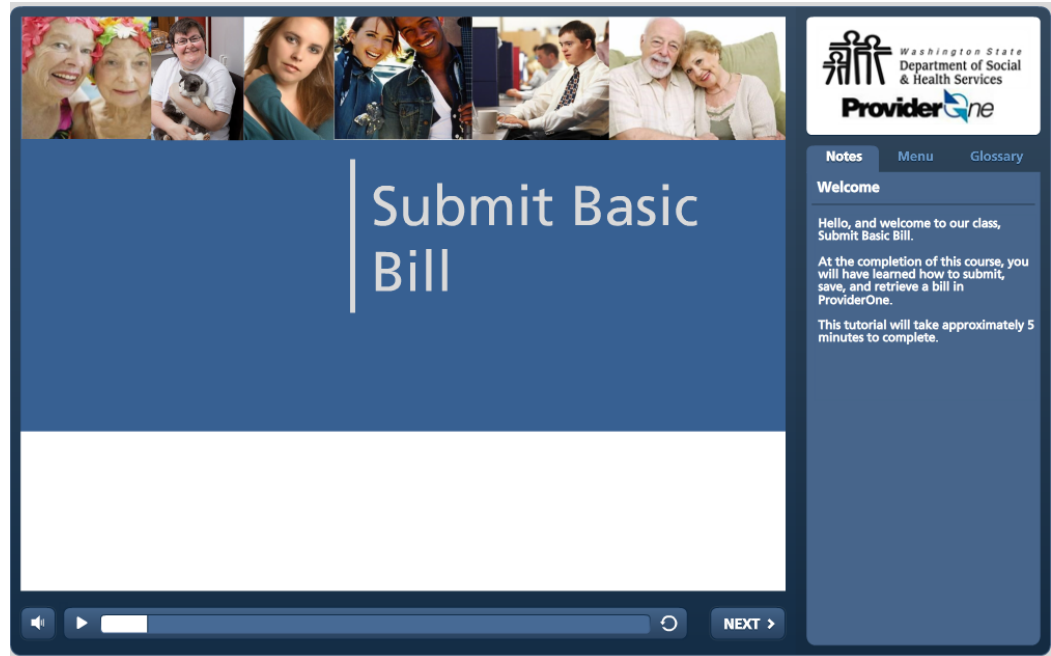 Submit Basic
Bill
NEXT >
Washington State
Department of Social
& Health Services
ProviderOne
Notes
Menu
Glossary
Welcome
Hello, and welcome to our class,
Submit Basic Bill.
At the completion of this course, you
will have learned how to submit,
save, and retrieve a bill in
ProviderOne.
This tutorial will take approximately 5
minutes to complete.